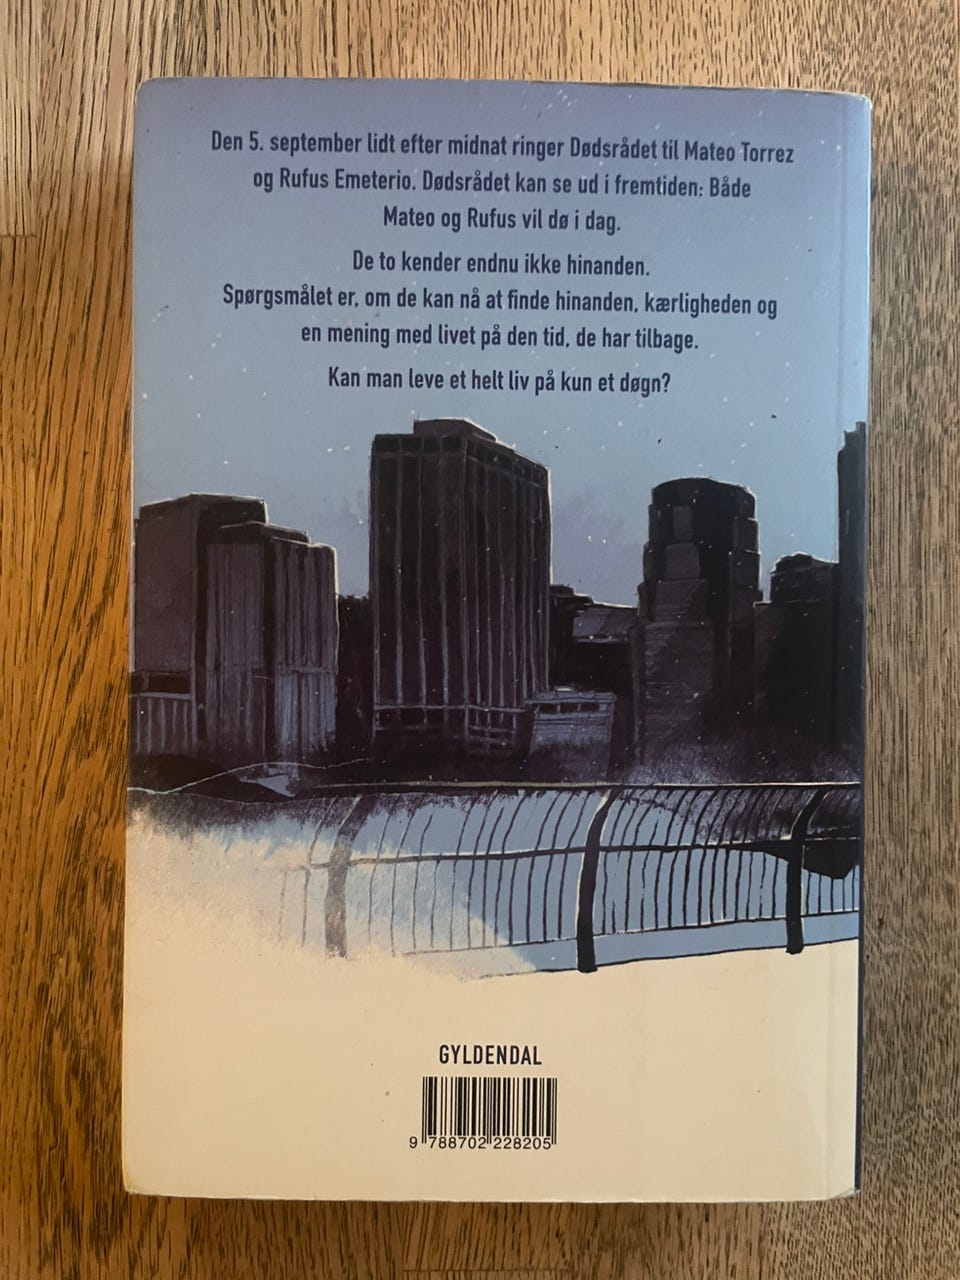 Den 5. september lidt efter midnat ringer Dødsrådet til Mateo Torrez
og Rufus Emeterio. Dødsrådet kan se ud i fremtiden: Både
Mateo og Rufus vil dø i dag.
De to kender endnu ikke hinanden.
Spørgsmålet er, om de kan nå at finde hinanden, kærligheden og
en mening med livet på den tid, de har tilbage.
Kan man leve et helt liv på kun et døgn?
GYLDENDAL
9 788702 228205